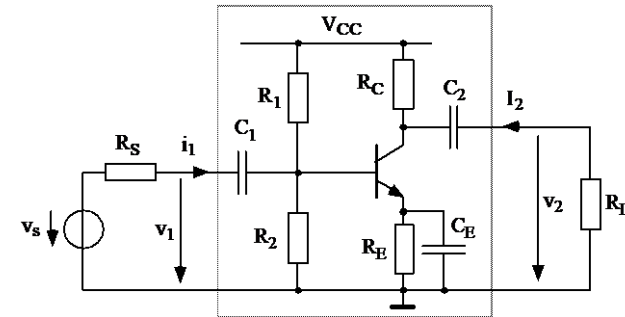 V_CC
R_1
R_C
C_2
I_2
C_1
R_S
i_1
v_s
v_1
R_2
R_E
C_E
v_2
R_L